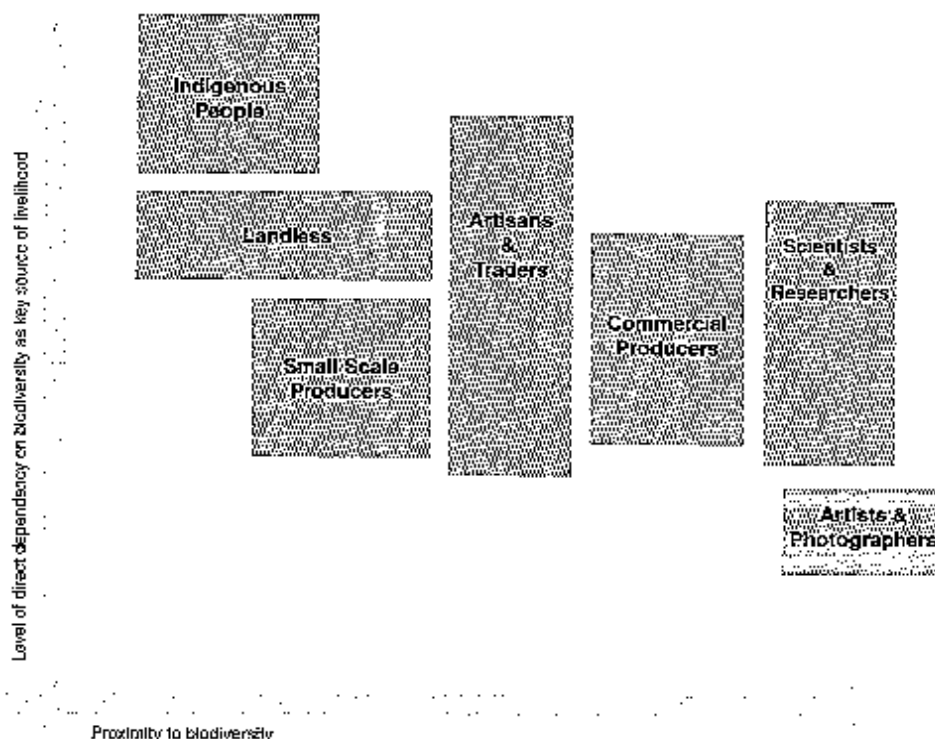 Indigenous
People
Landless
Artisans
&
Traders
Scientists
&
Researchers
Commercial
Producers
Small Scale
Producers
Artists &
Photographers
Level of direct dependency on biodiversity as key source of livelihood
Proximity to biodiversity